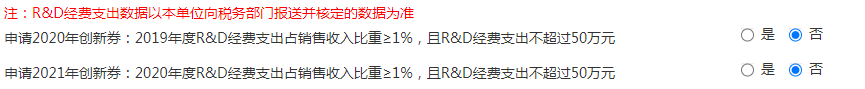 注：R&D经费支出数据以本单位向税务部门报送并核定的数据为准
申请2020年创新券：2019年度R&D经费支出占销售收入比重≥1%，且R&D经费支出不超过50万元 是 否
申请2021年创新券：2020年度R&D经费支出占销售收入比重≥1%，且R&D经费支出不超过50万元 是 否